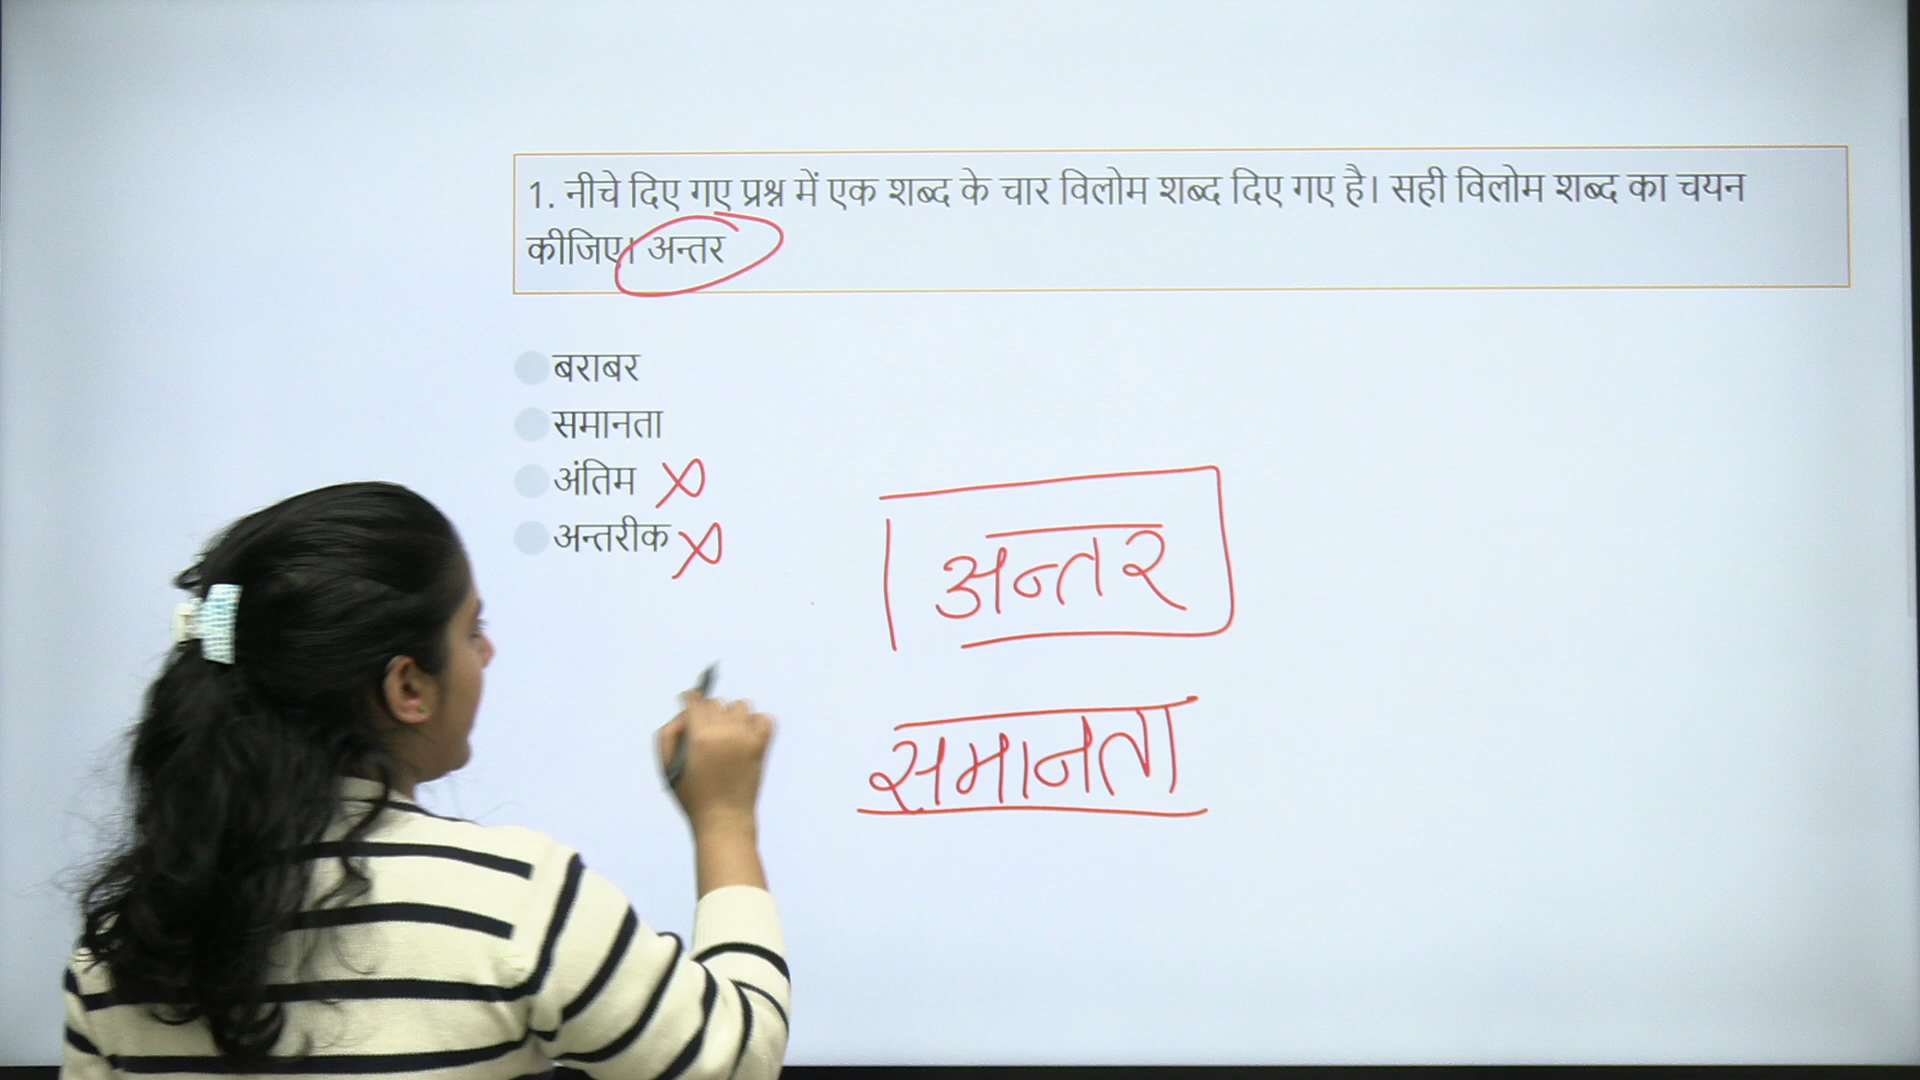 1. नीचे दिए गए प्रश्न में एक शब्द के चार विलोम शब्द दिए गए है। सही विलोम शब्द का चयन
कीजिए। अन्तर
बराबर
समानता
अंतिम
अन्तरीक
अन्तर
समानता